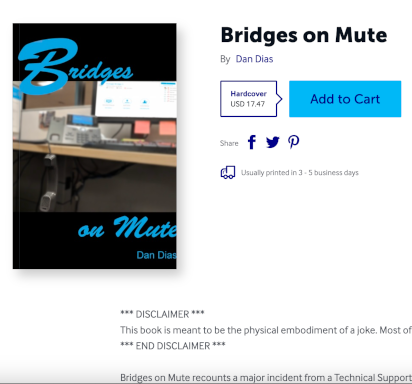 Bridges
on Mute
Dan Dias
Bridges on Mute
By Dan Dias
Hardcover
USD 17.47
Add to Cart
Share
Usually printed in 3 - 5 business days
*** DISCLAIMER ***
This book is meant to be the physical embodiment of a joke. Most of
*** END DISCLAIMER ***
Bridges on Mute recounts a major incident from a Technical Support